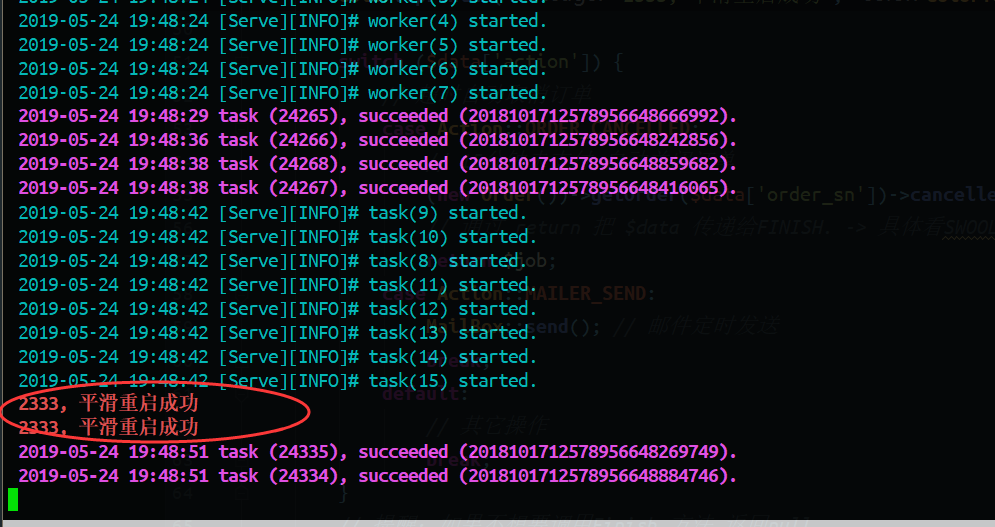 2019-05-24 19:48:24 [Serve][INFO]# worker(4) started.
2019-05-24 19:48:24 [Serve][INFO]# worker(5) started.
2019-05-24 19:48:24 [Serve][INFO]# worker(6) started.
2019-05-24 19:48:24 [Serve][INFO]# worker(7) started.
2019-05-24 19:48:29 task (24265), succeeded (2018101712578956648666992).
2019-05-24 19:48:36 task (24266), succeeded (2018101712578956648242856).
2019-05-24 19:48:38 task (24268), succeeded (2018101712578956648859682).
2019-05-24 19:48:38 task (24267), succeeded (2018101712578956648416065).
2019-05-24 19:48:42 [Serve][INFO]# task(9) started.
2019-05-24 19:48:42 [Serve][INFO]# task(10) started.
2019-05-24 19:48:42 [Serve][INFO]# task(8) started.
2019-05-24 19:48:42 [Serve][INFO]# task(11) started.
2019-05-24 19:48:42 [Serve][INFO]# task(12) started.
2019-05-24 19:48:42 [Serve][INFO]# task(13) started.
2019-05-24 19:48:42 [Serve][INFO]# task(14) started.
2019-05-24 19:48:42 [Serve][INFO]# task(15) started.
2333, 平滑重启成功
2333, 平滑重启成功
2019-05-24 19:48:51 task (24335), succeeded (2018101712578956648269749).
2019-05-24 19:48:51 task (24334), succeeded (2018101712578956648884746).